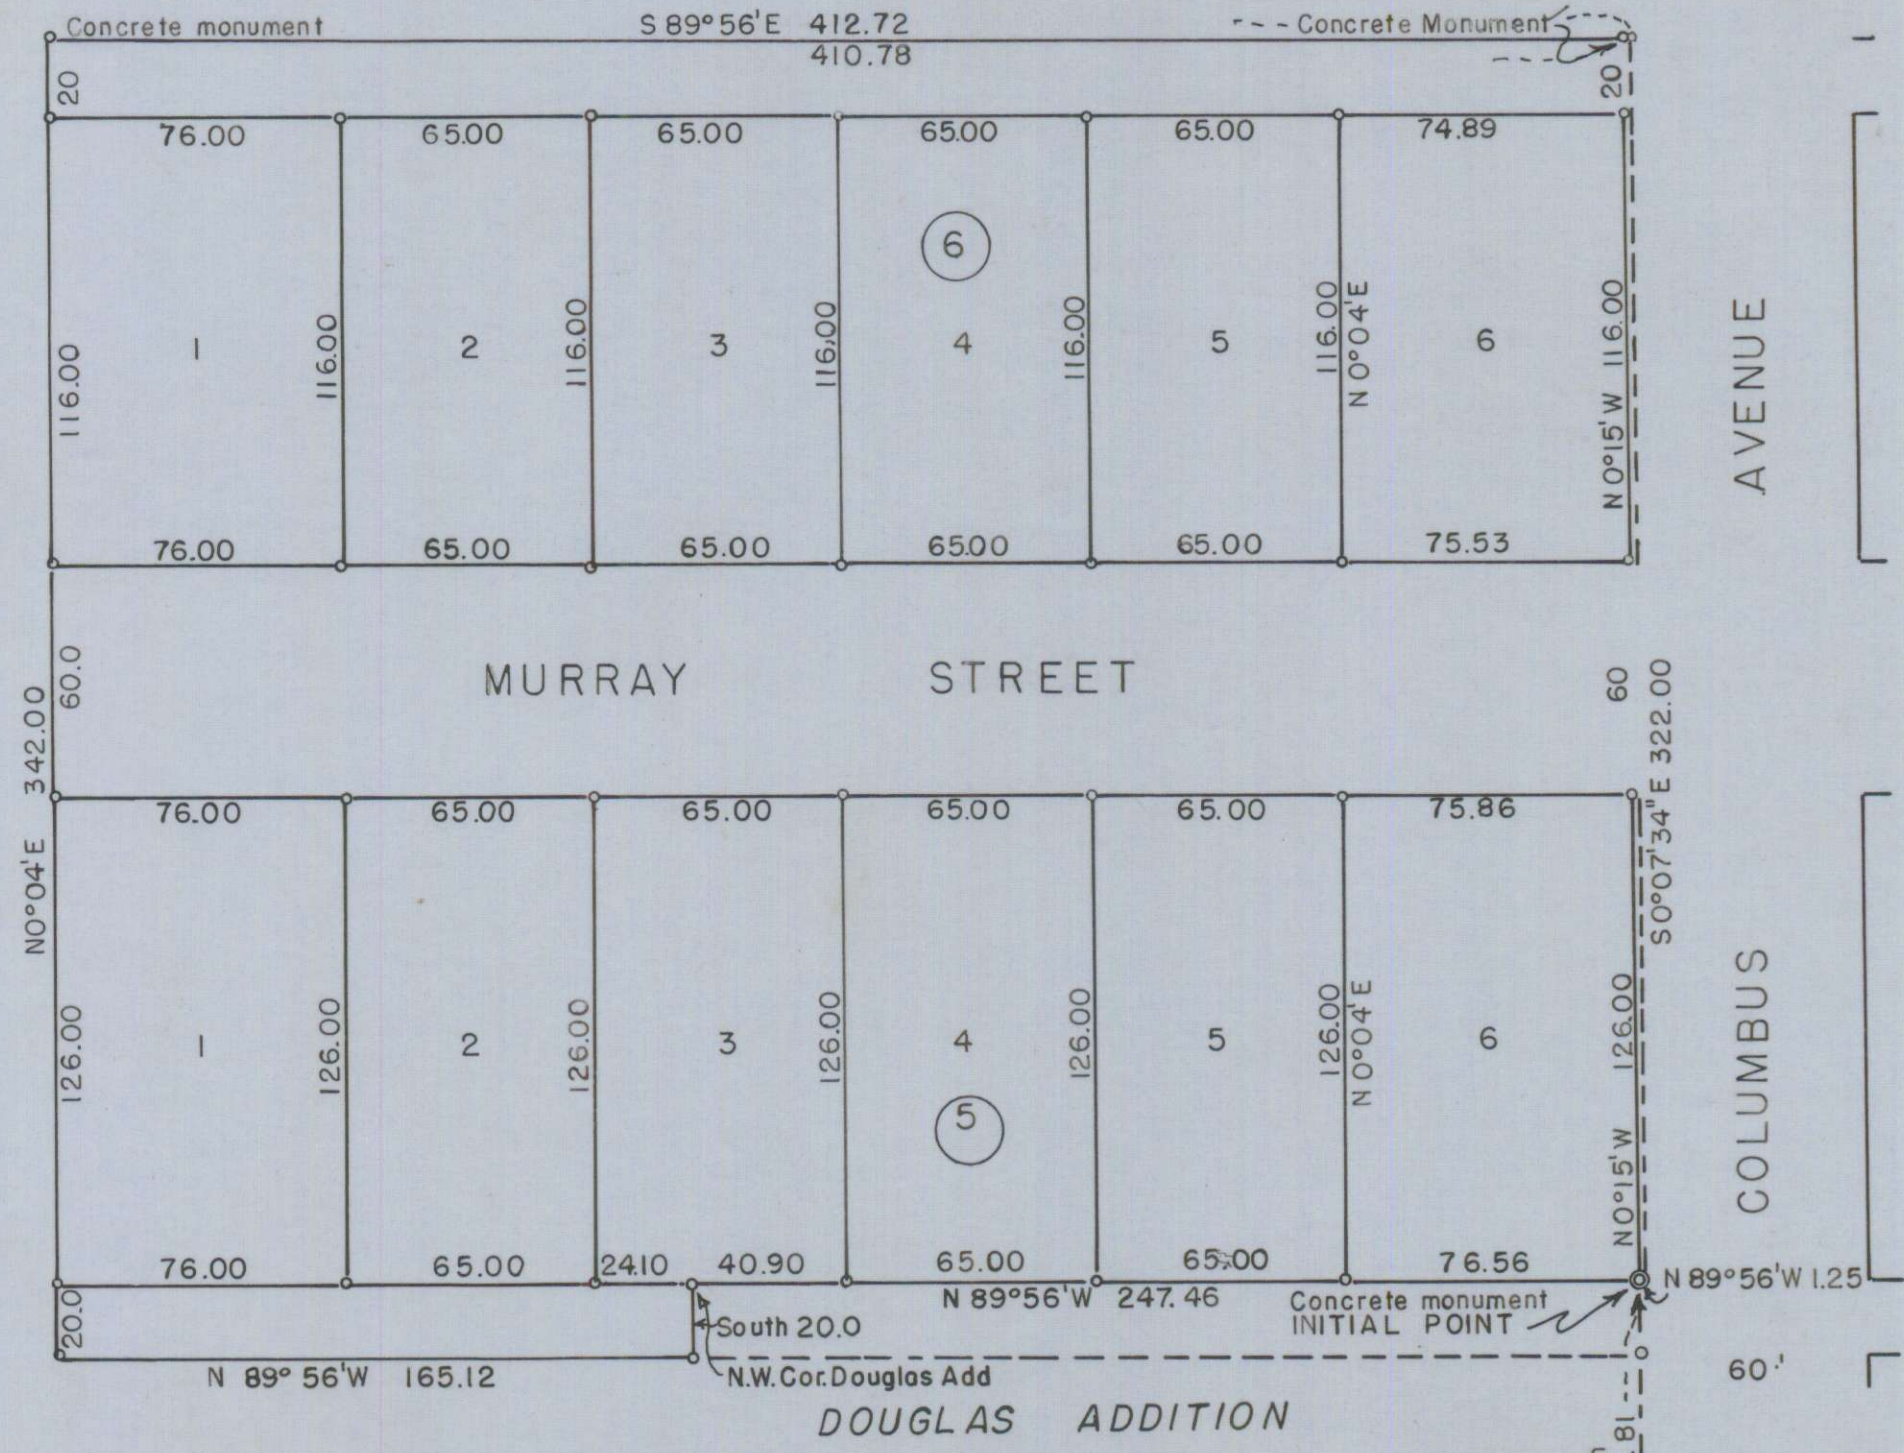 Concrete monument
S 89°56'E 412.72
Concrete Monument
410.78
20
20
76.00
65.00
65.00
65.00
65.00
74.89
6
116.00
1
116.00
2
116.00
3
116.00
4
116.00
5
116.00
N 0°04'E
6
N 0°15'W 116.00
76.00
65.00
65.00
65.00
65.00
75.53
AVENUE
60.0
MURRAY STREET
60
N0°04'E 342.00
S 0°07'34"E 322.00
76.00
65.00
65.00
65.00
65.00
75.86
126.00
1
126.00
2
126.00
3
126.00
4
126.00
5
126.00
N 0°04'E
6
N 0°15'W 126.00
5
COLUMBUS
76.00
65.00
24.10
40.90
65.00
65.00
76.56
N 89°56'W 1.25
N 89°56'W 247.46
Concrete monument
INITIAL POINT
20.0
South 20.0
N 89°56'W 165.12
N.W. Cor. Douglas Add
60'
DOUGLAS ADDITION